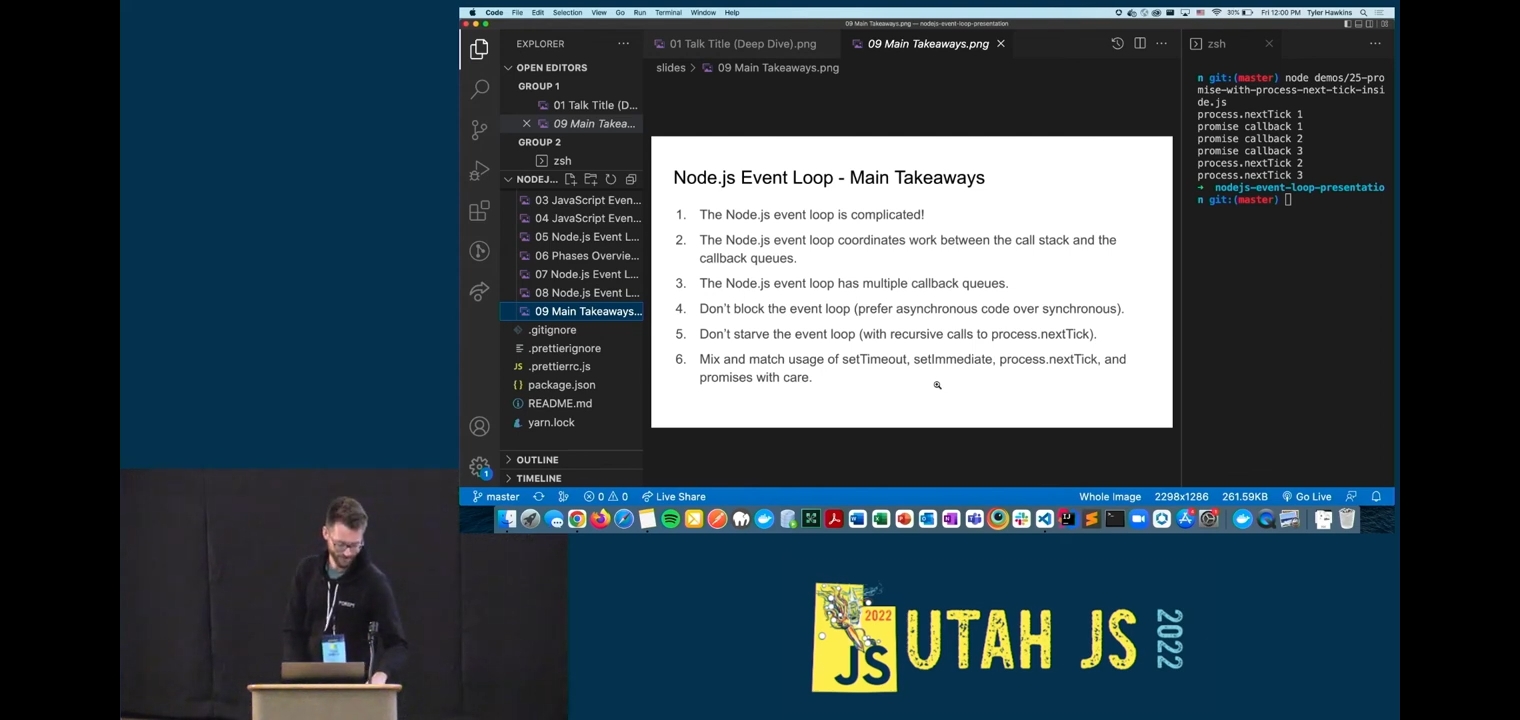 Code File Edit Selection View Go Run Terminal Window Help
30% Fri 12:00 PM Tyler Hawkins
09 Main Takeaways.png — nodejs-event-loop-presentation
EXPLORER
OPEN EDITORS
GROUP 1
01 Talk Title (D...
09 Main Takea...
GROUP 2
zsh
NODEJ...
03 JavaScript Even...
04 JavaScript Even...
05 Node.js Event L...
06 Phases Overvie...
07 Node.js Event L...
08 Node.js Event L...
09 Main Takeaways...
.gitignore
.prettierignore
JS .prettierrc.js
{} package.json
README.md
yarn.lock
OUTLINE
TIMELINE
1
01 Talk Title (Deep Dive).png
09 Main Takeaways.png
slides > 09 Main Takeaways.png
Node.js Event Loop - Main Takeaways
1. The Node.js event loop is complicated!
2. The Node.js event loop coordinates work between the call stack and the
callback queues.
3. The Node.js event loop has multiple callback queues.
4. Don't block the event loop (prefer asynchronous code over synchronous).
5. Don't starve the event loop (with recursive calls to process.nextTick).
6. Mix and match usage of setTimeout, setImmediate, process.nextTick, and
promises with care.
zsh
n git:(master) node demos/25-pro
mise-with-process-next-tick-insi
de.js
process.nextTick 1
promise callback 1
promise callback 2
promise callback 3
process.nextTick 2
process.nextTick 3
➜ nodejs-event-loop-presentatio
n git:(master)
master 0 0 Live Share
Whole Image 2298x1286 261.59KB Go Live
2022
JS
UTAH JS 2022